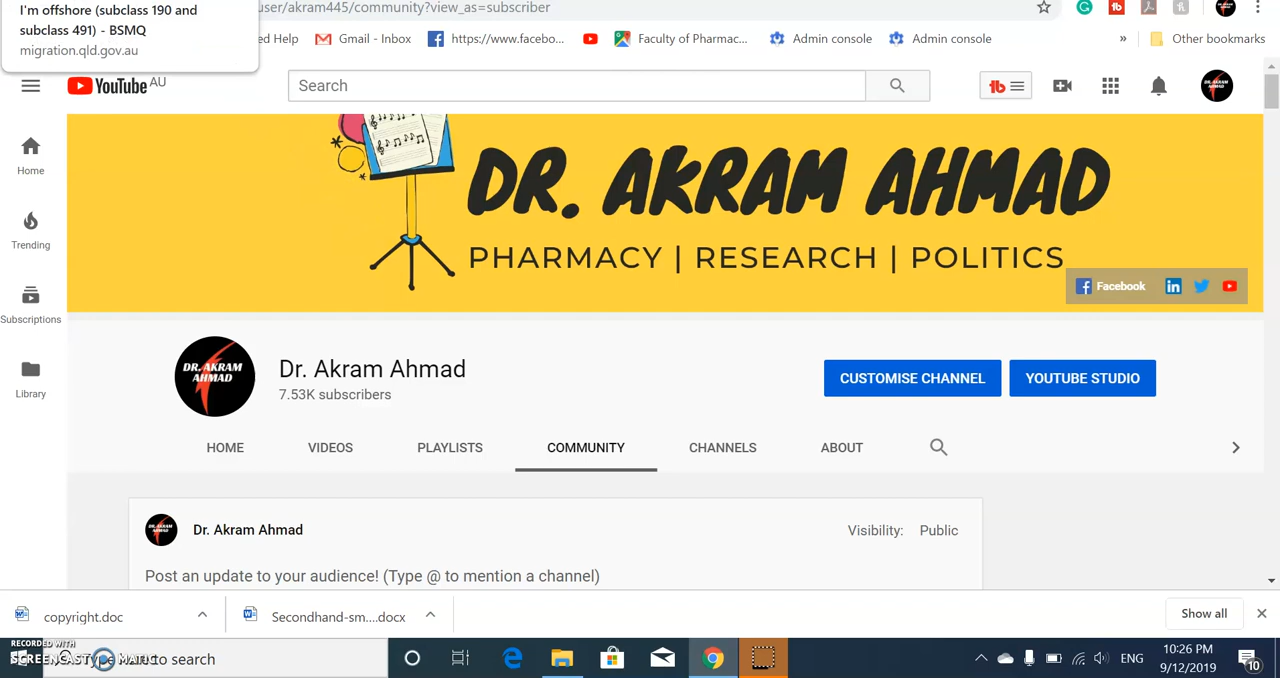 I'm offshore (subclass 190 and
subclass 491) - BSMQ
migration.qld.gov.au
user/akram445/community?view_as=subscriber
ed Help
Gmail - Inbox
https://www.facebo...
Faculty of Pharmac...
Admin console
Admin console
»
Other bookmarks
YouTube AU
Search
DR. AKRAM AHMAD
PHARMACY | RESEARCH | POLITICS
Facebook
Home
Trending
Subscriptions
Library
DR. AKRAM
AHMAD
Dr. Akram Ahmad
7.53K subscribers
CUSTOMISE CHANNEL
YOUTUBE STUDIO
HOME
VIDEOS
PLAYLISTS
COMMUNITY
CHANNELS
ABOUT
Dr. Akram Ahmad
Visibility: Public
Post an update to your audience! (Type @ to mention a channel)
copyright.doc
Secondhand-sm....docx
Show all
RECORDED WITH
SCREENCAST MATIC
Type here to search
ENG
10:26 PM
9/12/2019
10